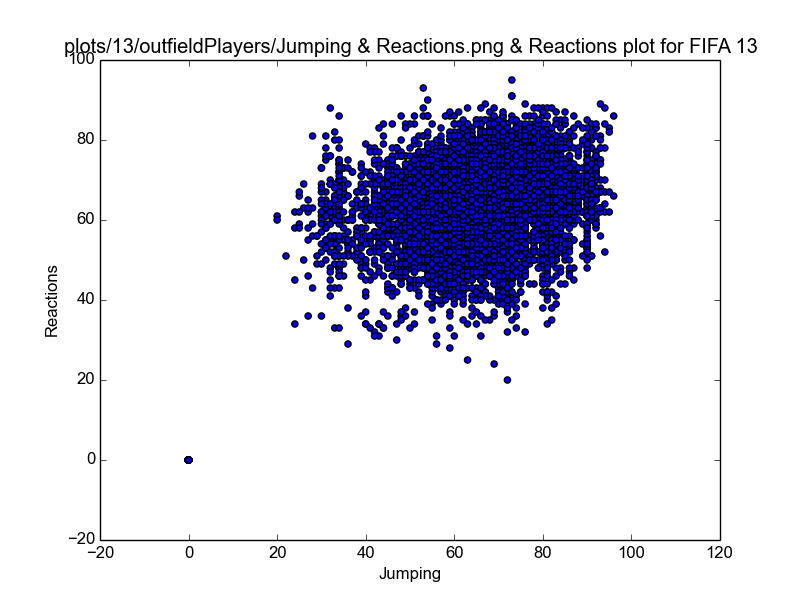 plots/13/outfieldPlayers/Jumping & Reactions.png & Reactions plot for FIFA 13
100
80
60
40
20
0
−20
Reactions
−20 0 20 40 60 80 100 120
Jumping